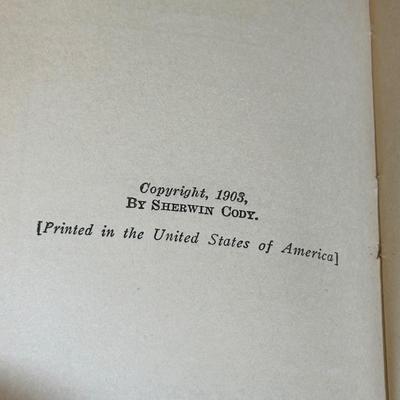 Copyright, 1903,
By Sherwin Cody.
[Printed in the United States of America]